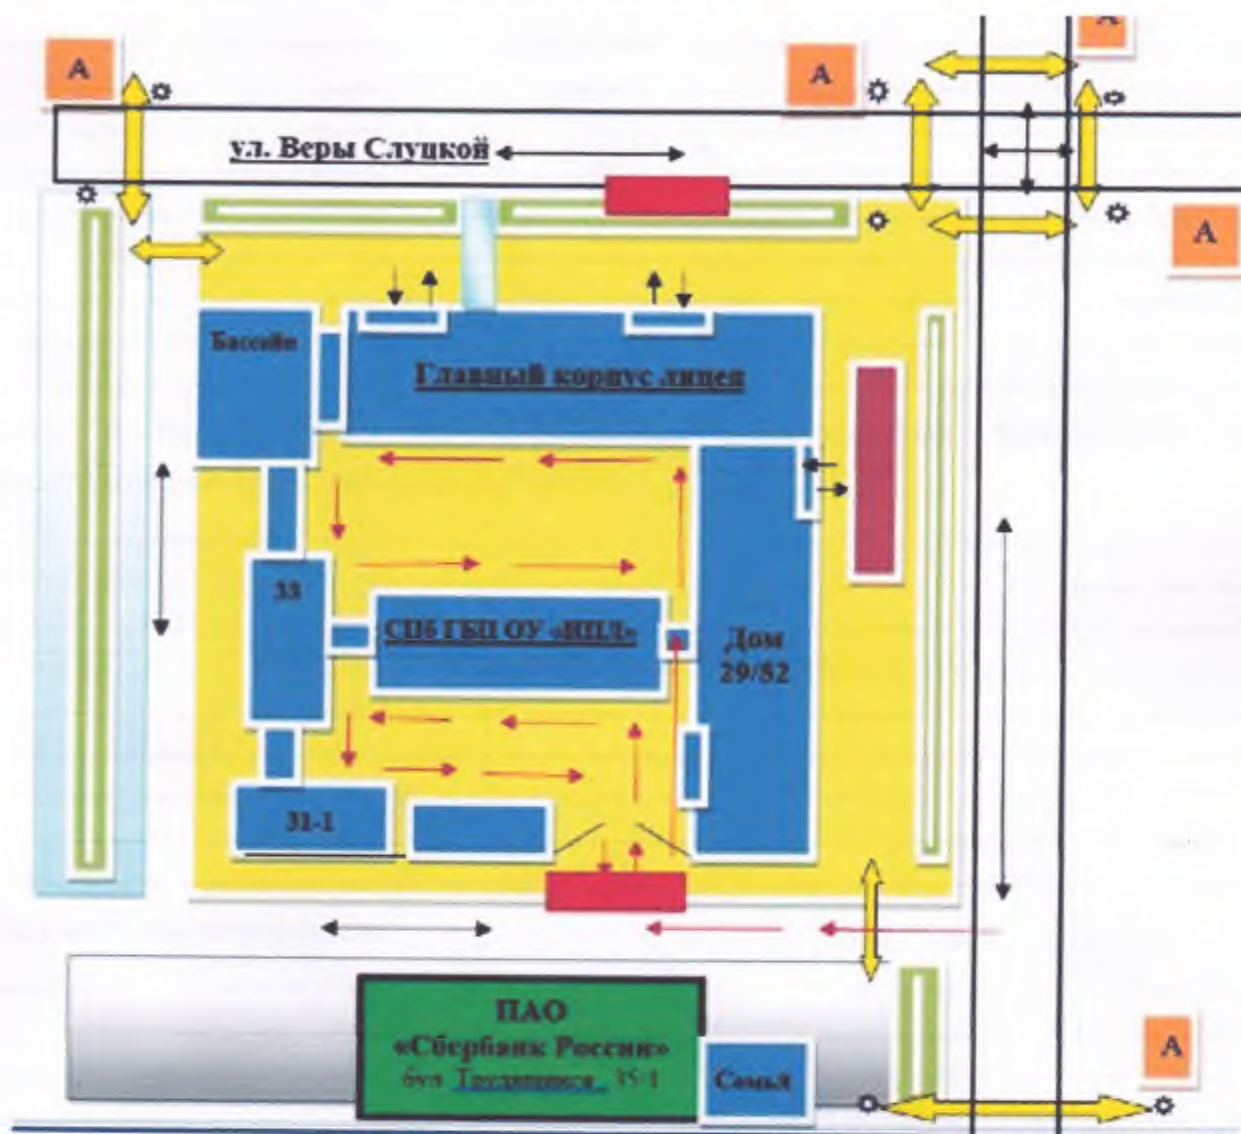 А
А
А
А
ул. Веры Слуцкой
Бассейн
Главный корпус лицея
33
СПб ГБП ОУ «ИПЛ»
Дом
29/82
31-1
ПАО
«Сбербанк России»
бул. Трудящихся 35/1
Семья
А